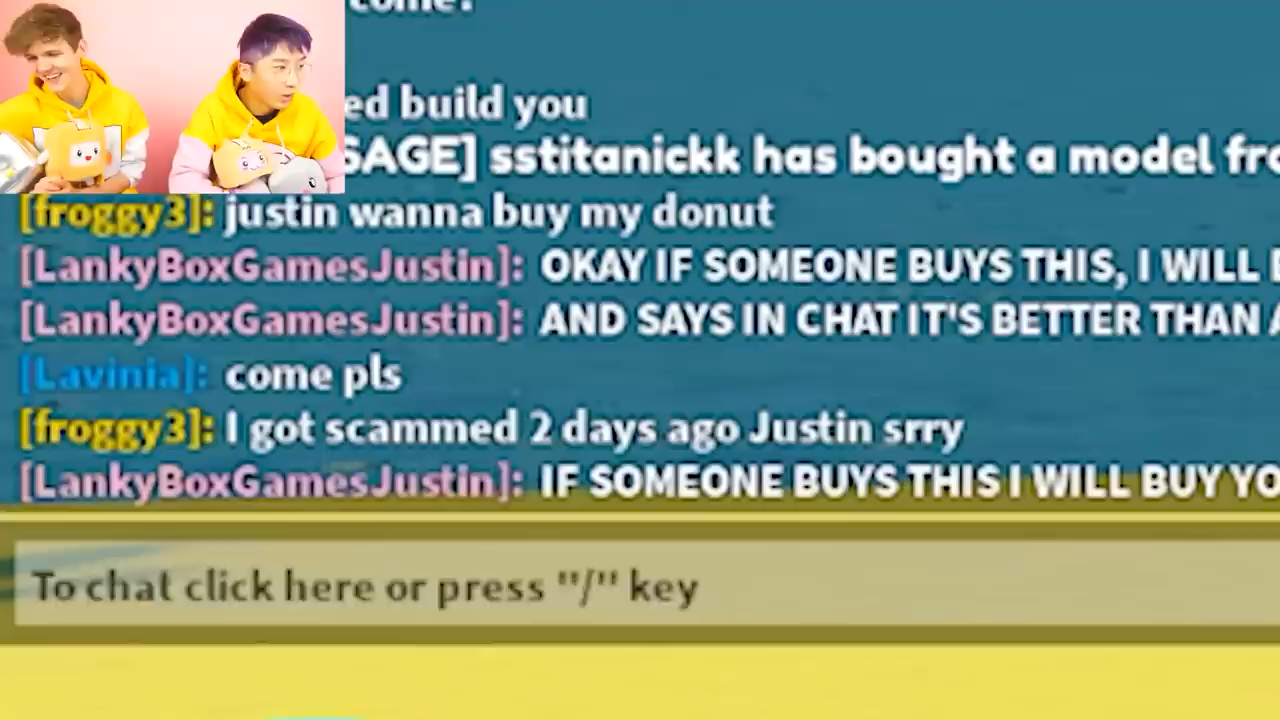 come?
ed build you
SAGE] sstitanickk has bought a model fro
[froggy3]: justin wanna buy my donut
[LankyBoxGamesJustin]: OKAY IF SOMEONE BUYS THIS, I WILL
[LankyBoxGamesJustin]: AND SAYS IN CHAT IT'S BETTER THAN
[Lavinia]: come pls
[froggy3]: I got scammed 2 days ago Justin srry
[LankyBoxGamesJustin]: IF SOMEONE BUYS THIS I WILL BUY YO
To chat click here or press "/" key